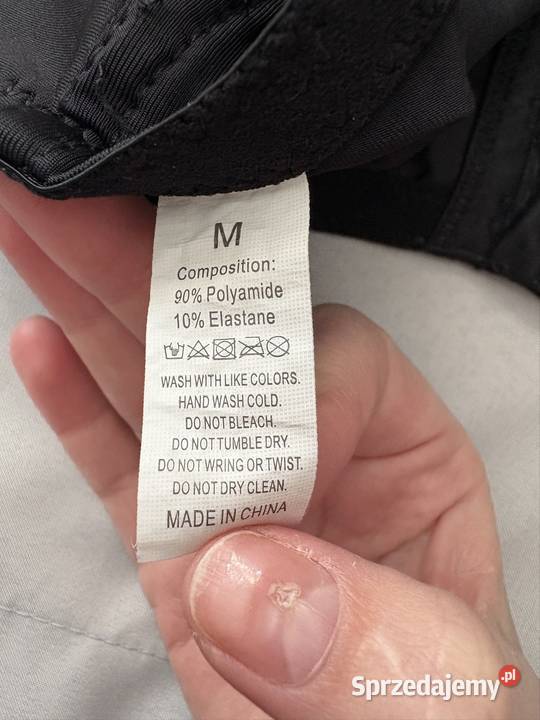 M
Composition:
90% Polyamide
10% Elastane
WASH WITH LIKE COLORS.
HAND WASH COLD.
DO NOT BLEACH.
DO NOT TUMBLE DRY.
DO NOT WRING OR TWIST.
DO NOT DRY CLEAN.
MADE IN CHINA
Sprzedajemy.pl